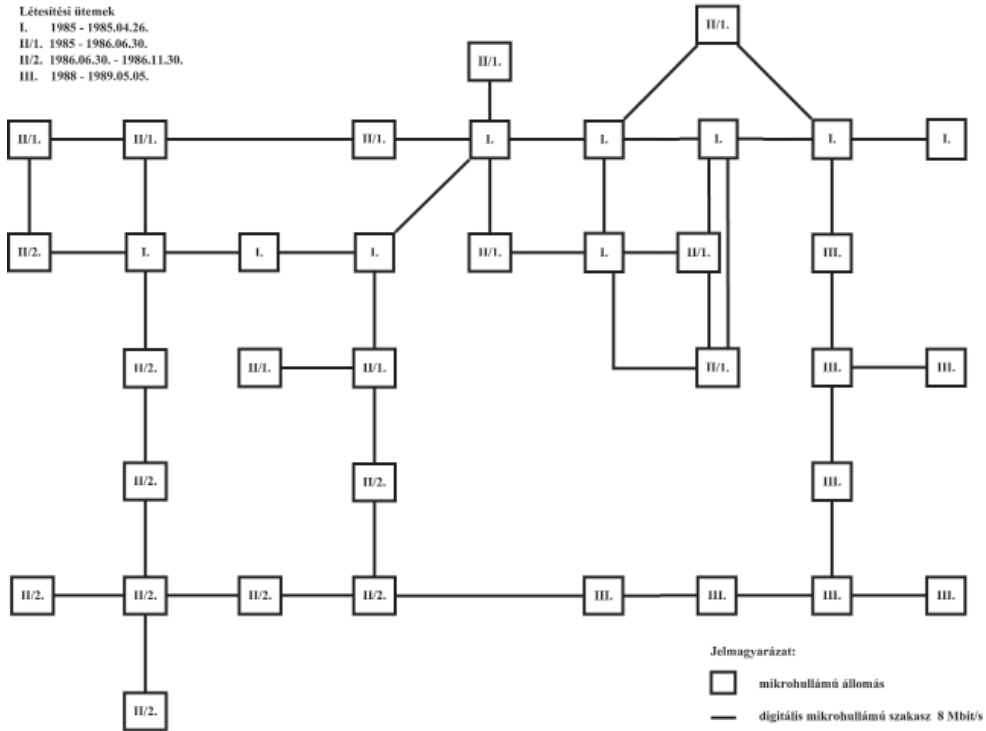 Létesitési ütemek
I. 1985 - 1985.04.26.
II/1. 1985 - 1986.06.30.
II/2. 1986.06.30. - 1986.11.30.
III. 1988 - 1989.05.05.
II/1.
II/1.
II/1. II/1. II/1. I. I. I. I. I.
II/2. I. I. I. II/1. I. II/1. III.
II/2. II/1. II/1. II/1. III. III.
II/2. II/2. III.
II/2. II/2. II/2. II/2. III. III. III. III.
II/2.
Jelmagyarázat:
mikrohullámú állomás
digitális mikrohullámú szakasz 8 Mbit/s